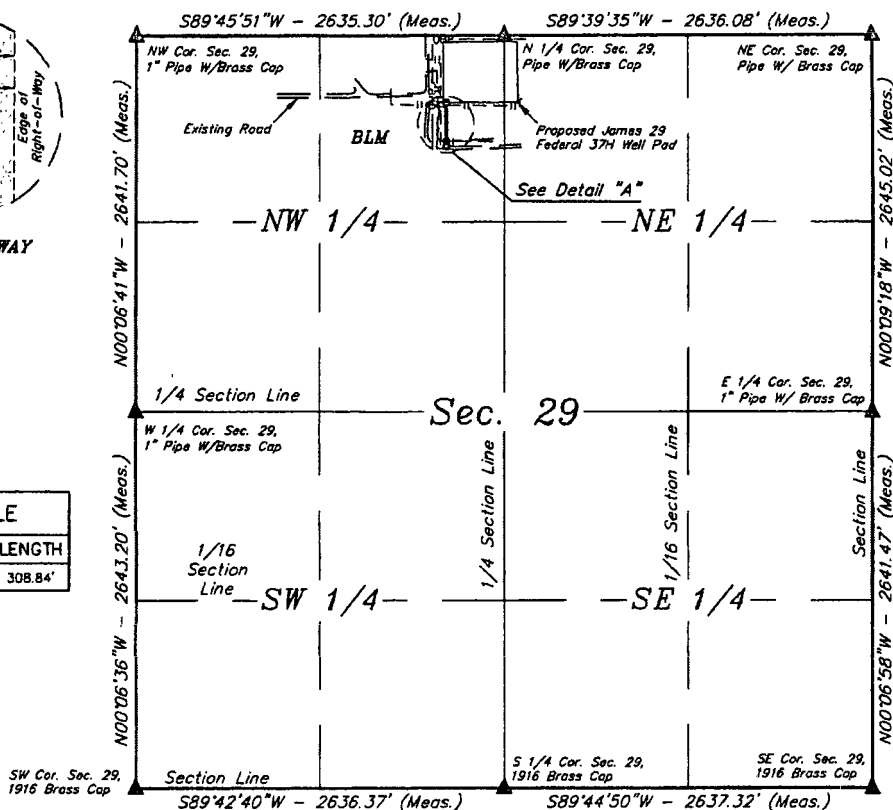 S89°45'51"W - 2635.30' (Meas.)
S89°39'35"W - 2636.08' (Meas.)
NW Cor. Sec. 29,
1" Pipe W/Brass Cap
N 1/4 Cor. Sec. 29,
Pipe W/Brass Cap
NE Cor. Sec. 29,
Pipe W/ Brass Cap
Edge of
Right-of-Way
Existing Road
BLM
Proposed James 29
Federal 37H Well Pad
See Detail "A"
WAY
N00°06'41"W - 2641.70' (Meas.)
NW 1/4
NE 1/4
N00°09'18"W - 2645.02' (Meas.)
1/4 Section Line
E 1/4 Cor. Sec. 29,
1" Pipe W/ Brass Cap
Sec. 29
W 1/4 Cor. Sec. 29,
1" Pipe W/Brass Cap
LE
LENGTH
308.84'
N00°06'36"W - 2643.20' (Meas.)
1/16
Section
Line
1/4 Section Line
1/16 Section Line
Section Line
N00°06'58"W - 2641.47' (Meas.)
SW 1/4
SE 1/4
SW Cor. Sec. 29,
1916 Brass Cap
Section Line
S 1/4 Cor. Sec. 29,
1916 Brass Cap
SE Cor. Sec. 29,
1916 Brass Cap
S89°42'40"W - 2636.37' (Meas.)
S89°44'50"W - 2637.32' (Meas.)